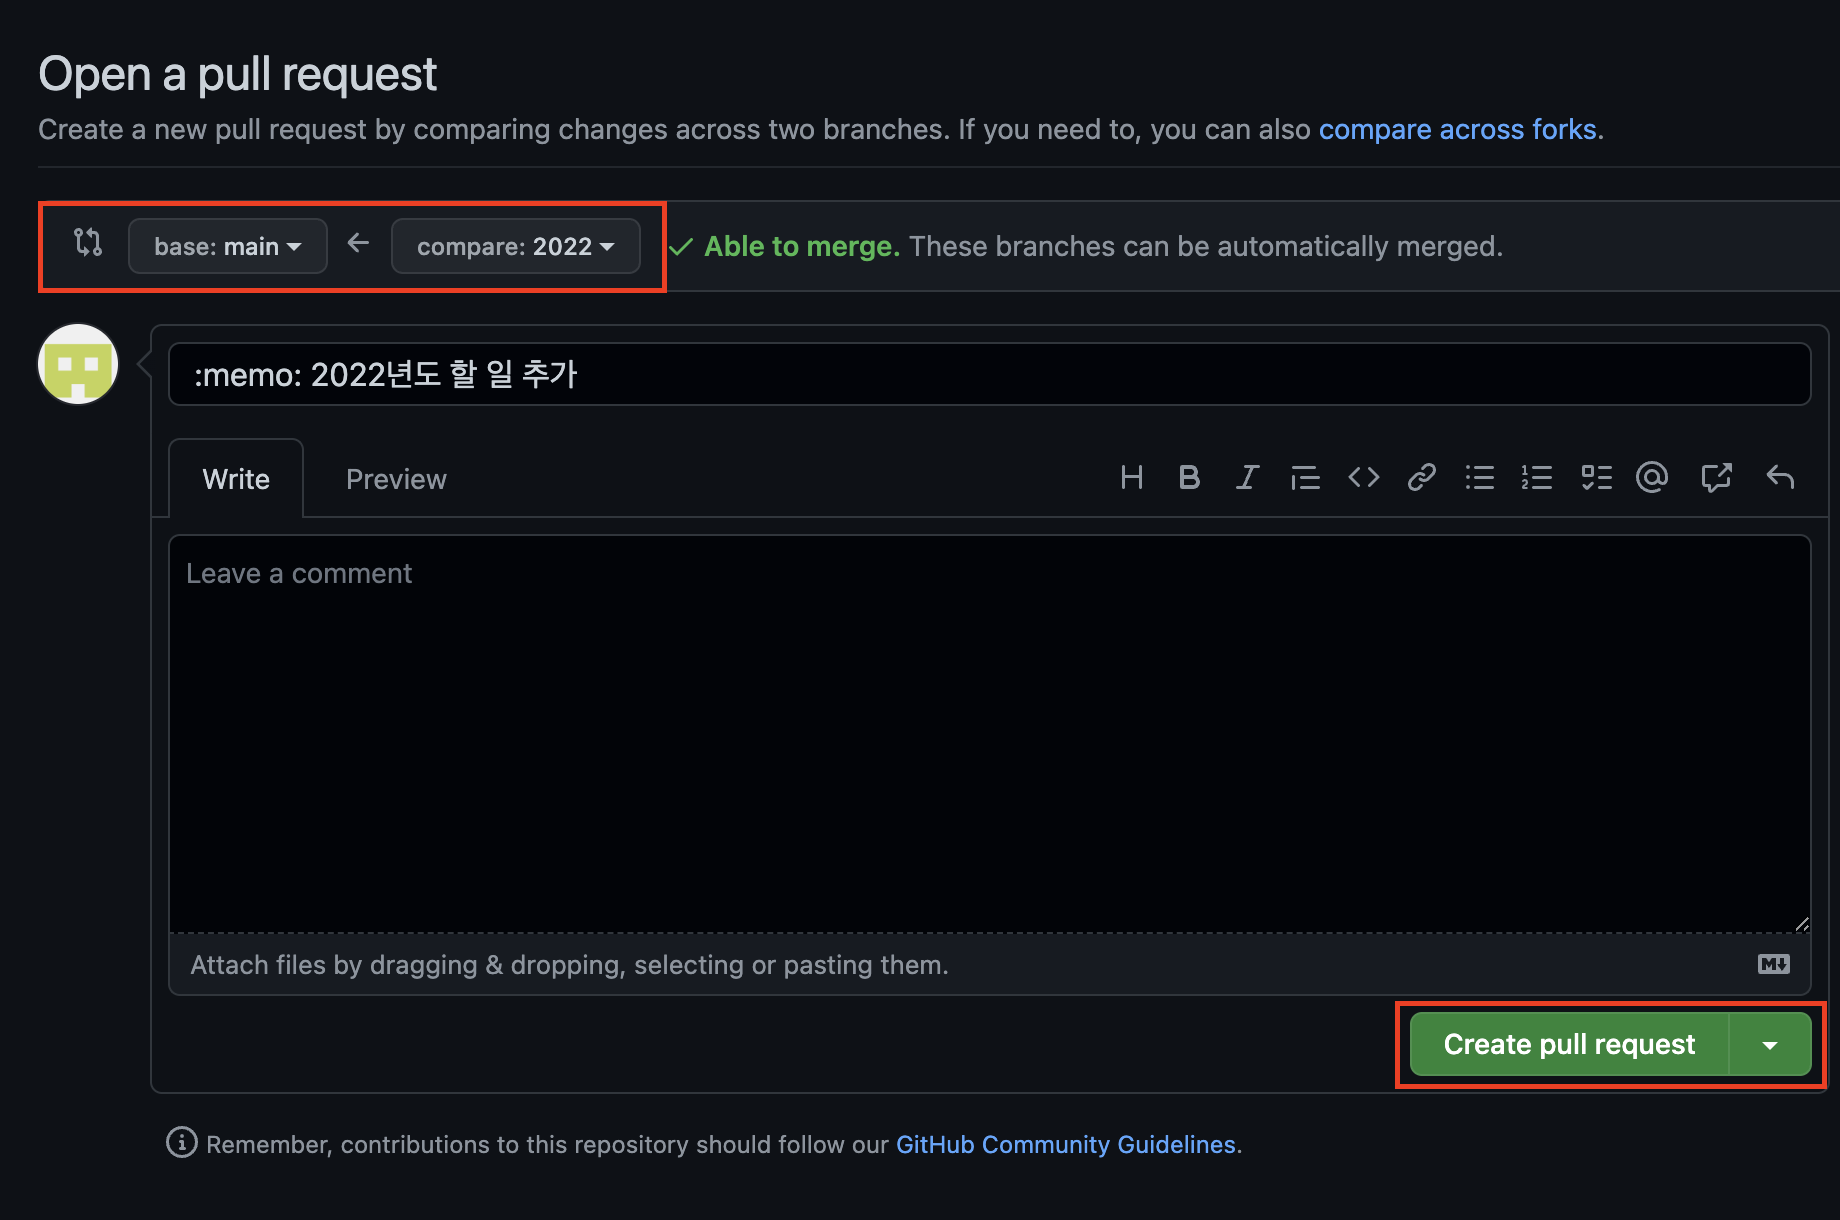 Open a pull request
Create a new pull request by comparing changes across two branches. If you need to, you can also compare across forks.
base: main compare: 2022 Able to merge. These branches can be automatically merged.
:memo: 2022년도 할 일 추가
Write Preview
Leave a comment
Attach files by dragging & dropping, selecting or pasting them.
Create pull request
Remember, contributions to this repository should follow our GitHub Community Guidelines.